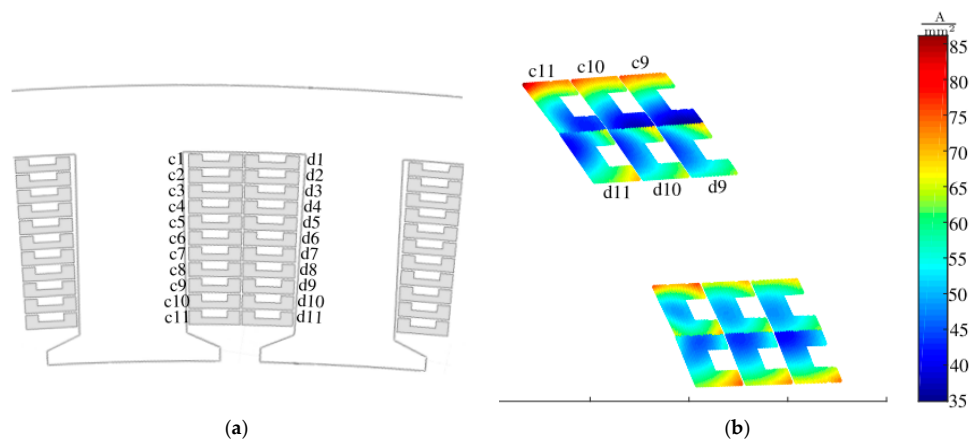 c1 d1
c2 d2
c3 d3
c4 d4
c5 d5
c6 d6
c7 d7
c8 d8
c9 d9
c10 d10
c11 d11
(a)
c11 c10 c9
d11 d10 d9
A
mm²
85
80
75
70
65
60
55
50
45
40
35
(b)